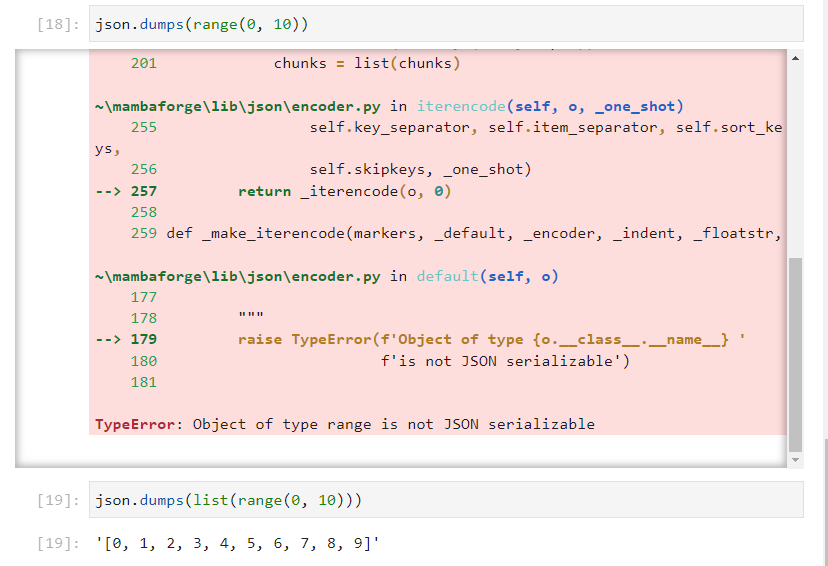 [18]: json.dumps(range(0, 10))
201 chunks = list(chunks)
~\mambaforge\lib\json\encoder.py in iterencode(self, o, _one_shot)
255 self.key_separator, self.item_separator, self.sort_ke
ys,
256 self.skipkeys, _one_shot)
--> 257 return _iterencode(o, 0)
258
259 def _make_iterencode(markers, _default, _encoder, _indent, _floatstr,
~\mambaforge\lib\json\encoder.py in default(self, o)
177
178 """
--> 179 raise TypeError(f'Object of type {o.__class__.__name__} '
180 f'is not JSON serializable')
181
TypeError: Object of type range is not JSON serializable
[19]: json.dumps(list(range(0, 10)))
[19]: '[0, 1, 2, 3, 4, 5, 6, 7, 8, 9]'